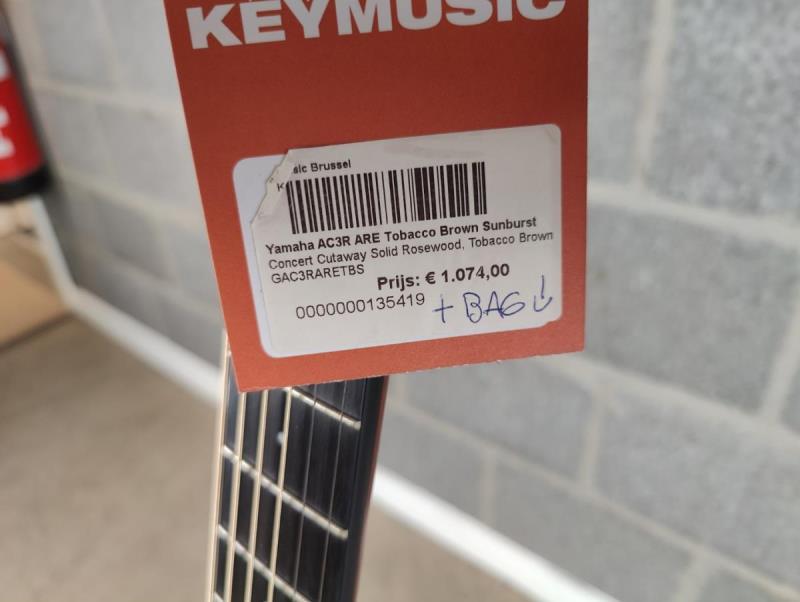 KEYMUSIC
Brussel
Yamaha AC3R ARE Tobacco Brown Sunburst
Concert Cutaway Solid Rosewood, Tobacco Brown
GAC3RARETBS
Prijs: € 1.074,00
0000000135419
+ BAG ↓